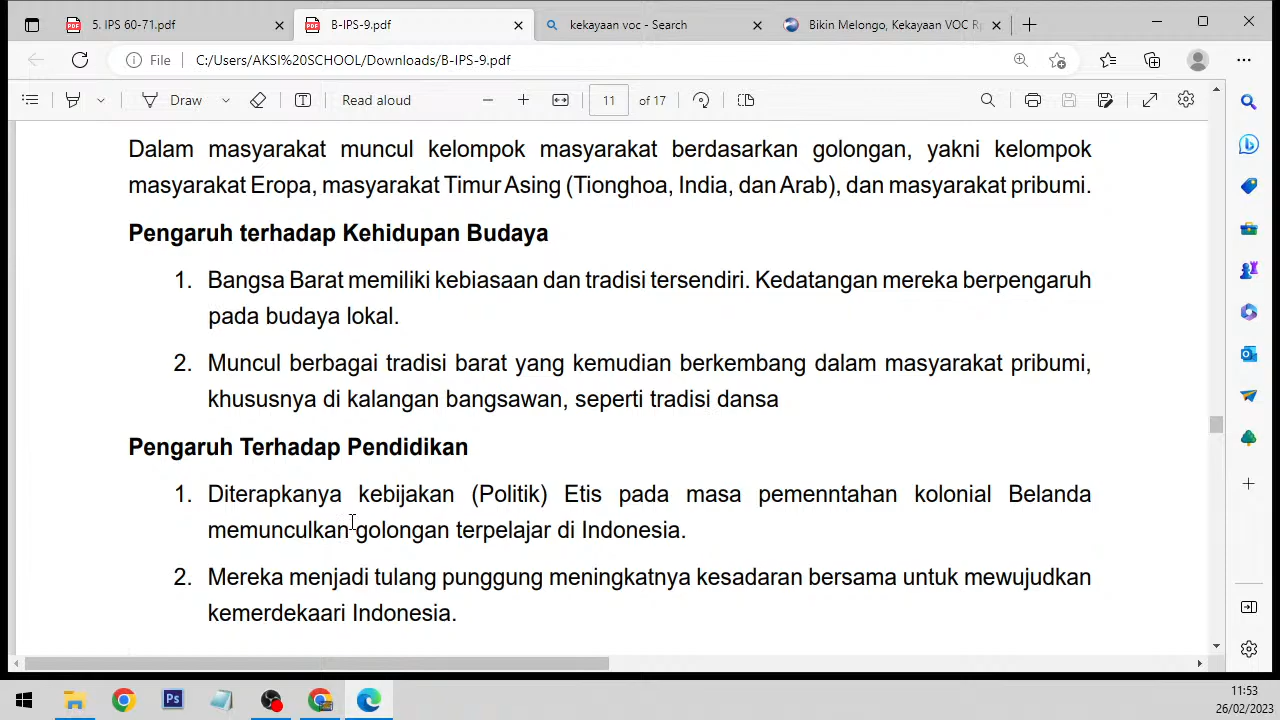 5. IPS 60-71.pdf
B-IPS-9.pdf
kekayaan voc - Search
Bikin Melongo, Kekayaan VOC Rp
File
C:/Users/AKSI%20SCHOOL/Downloads/B-IPS-9.pdf
Draw
Read aloud
11
of 17
Dalam masyarakat muncul kelompok masyarakat berdasarkan golongan, yakni kelompok
masyarakat Eropa, masyarakat Timur Asing (Tionghoa, India, dan Arab), dan masyarakat pribumi.
Pengaruh terhadap Kehidupan Budaya
1. Bangsa Barat memiliki kebiasaan dan tradisi tersendiri. Kedatangan mereka berpengaruh
pada budaya lokal.
2. Muncul berbagai tradisi barat yang kemudian berkembang dalam masyarakat pribumi,
khususnya di kalangan bangsawan, seperti tradisi dansa
Pengaruh Terhadap Pendidikan
1. Diterapkanya kebijakan (Politik) Etis pada masa pemenntahan kolonial Belanda
memunculkan golongan terpelajar di Indonesia.
2. Mereka menjadi tulang punggung meningkatnya kesadaran bersama untuk mewujudkan
kemerdekaari Indonesia.
Ps
11:53
26/02/2023